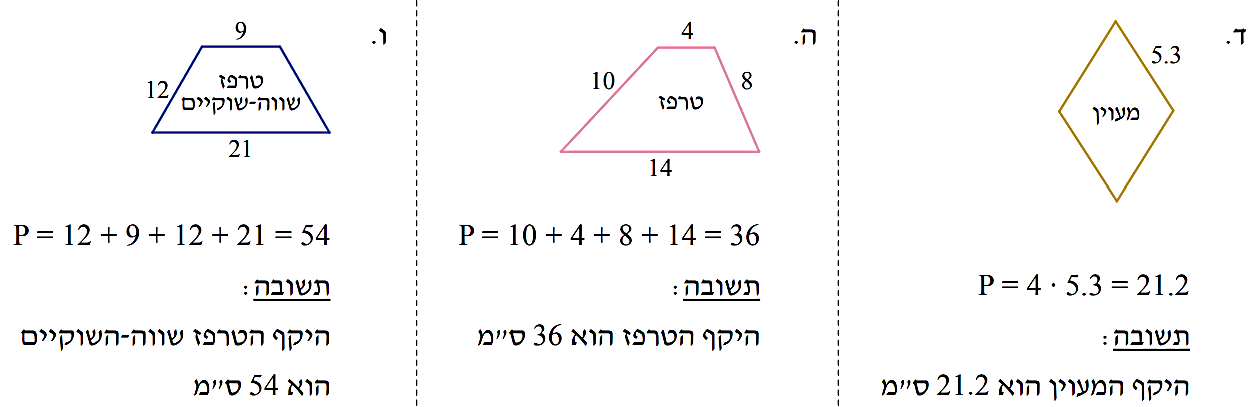 ד.
5.3
מעוין
P = 4 · 5.3 = 21.2
תשובה:
היקף המעוין הוא 21.2 ס״מ
ה.
4
10
8
טרפז
14
P = 10 + 4 + 8 + 14 = 36
תשובה:
היקף הטרפז הוא 36 ס״מ
ו.
9
12
טרפז
שווה-שוקיים
21
P = 12 + 9 + 12 + 21 = 54
תשובה:
היקף הטרפז שווה-השוקיים
הוא 54 ס״מ